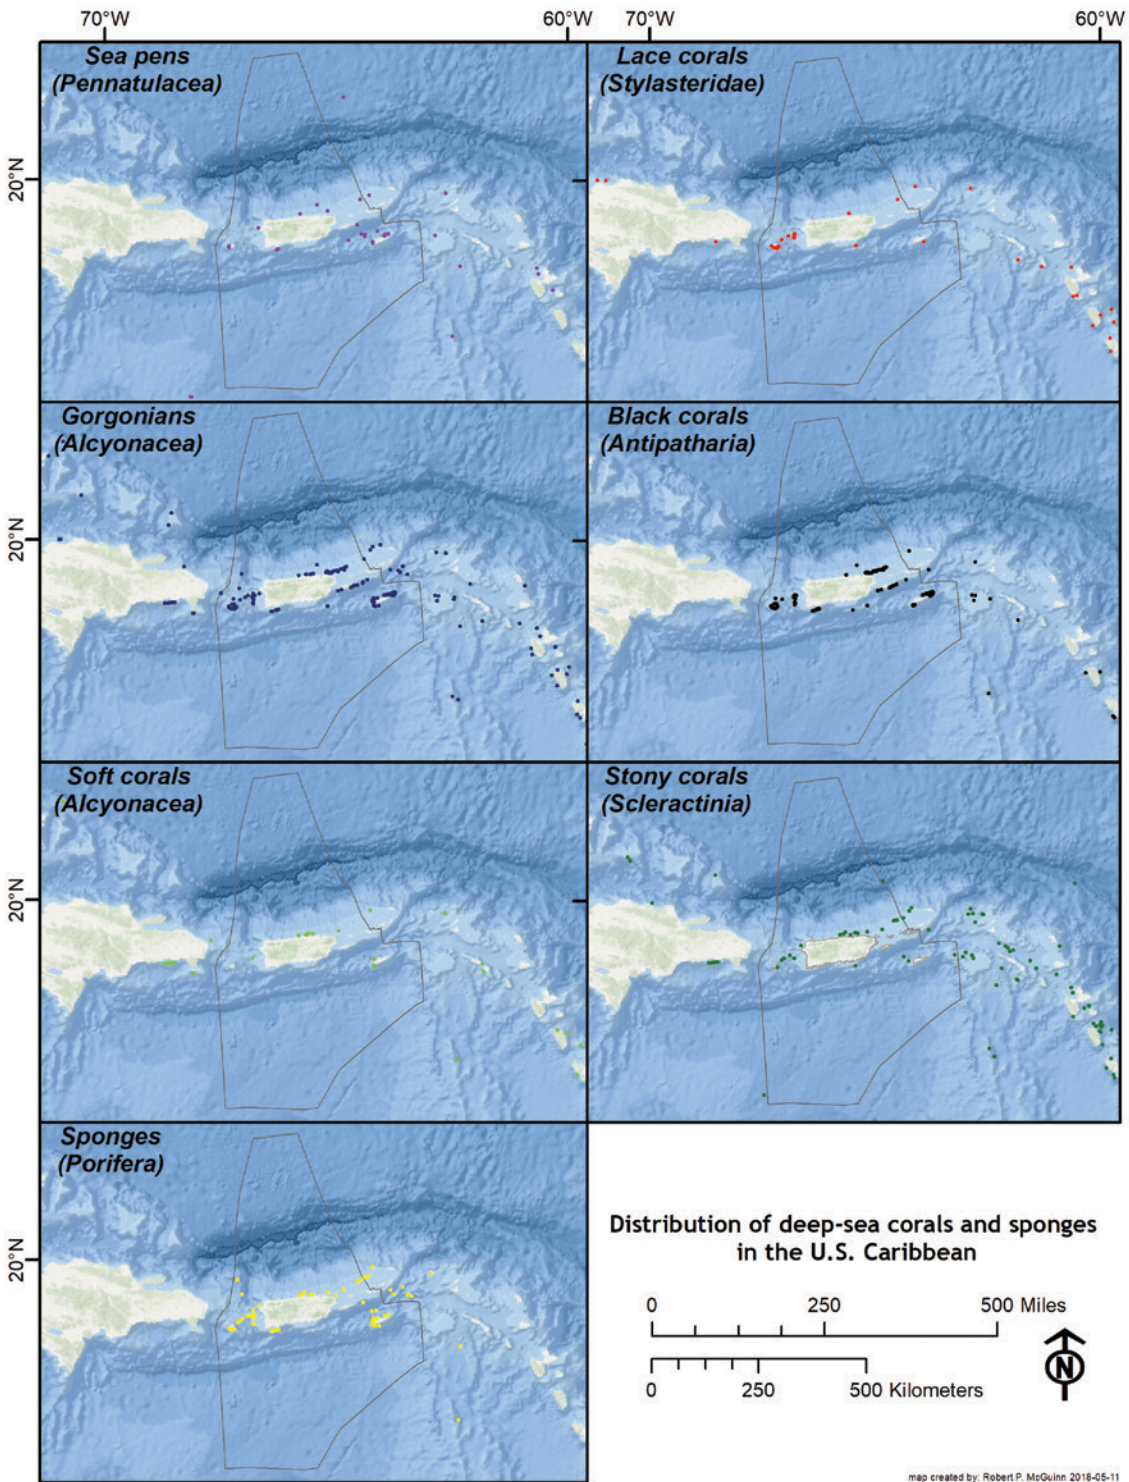 70°W 60°W 70°W 60°W
Sea pens
(Pennatulacea)
Lace corals
(Stylasteridae)
20°N
Gorgonians
(Alcyonacea)
Black corals
(Antipatharia)
20°N
Soft corals
(Alcyonacea)
Stony corals
(Scleractinia)
20°N
Sponges
(Porifera)
20°N
Distribution of deep-sea corals and sponges
in the U.S. Caribbean
0 250 500 Miles
0 250 500 Kilometers
N
map created by: Robert P. McGuinn 2018-05-11